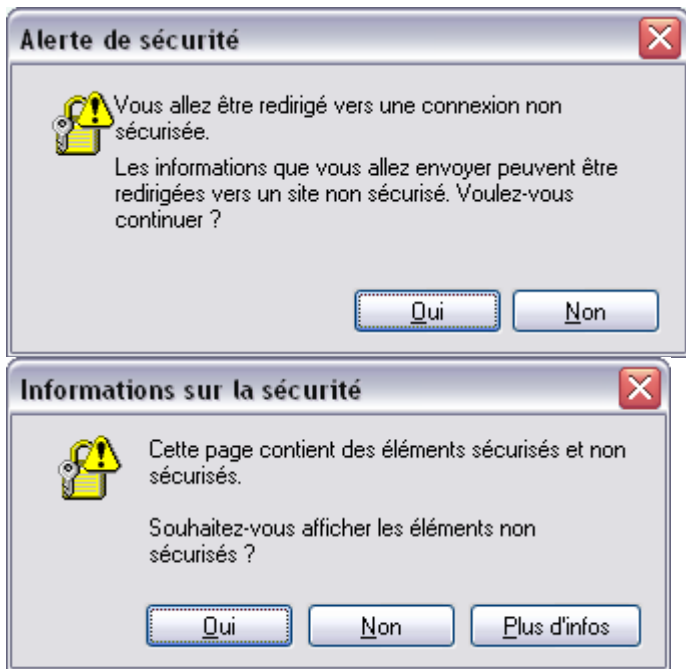 Alerte de sécurité
Vous allez être redirigé vers une connexion non
sécurisée.
Les informations que vous allez envoyer peuvent être
redirigées vers un site non sécurisé. Voulez-vous
continuer ?
Oui Non
Informations sur la sécurité
Cette page contient des éléments sécurisés et non
sécurisés.
Souhaitez-vous afficher les éléments non
sécurisés ?
Oui Non Plus d'infos